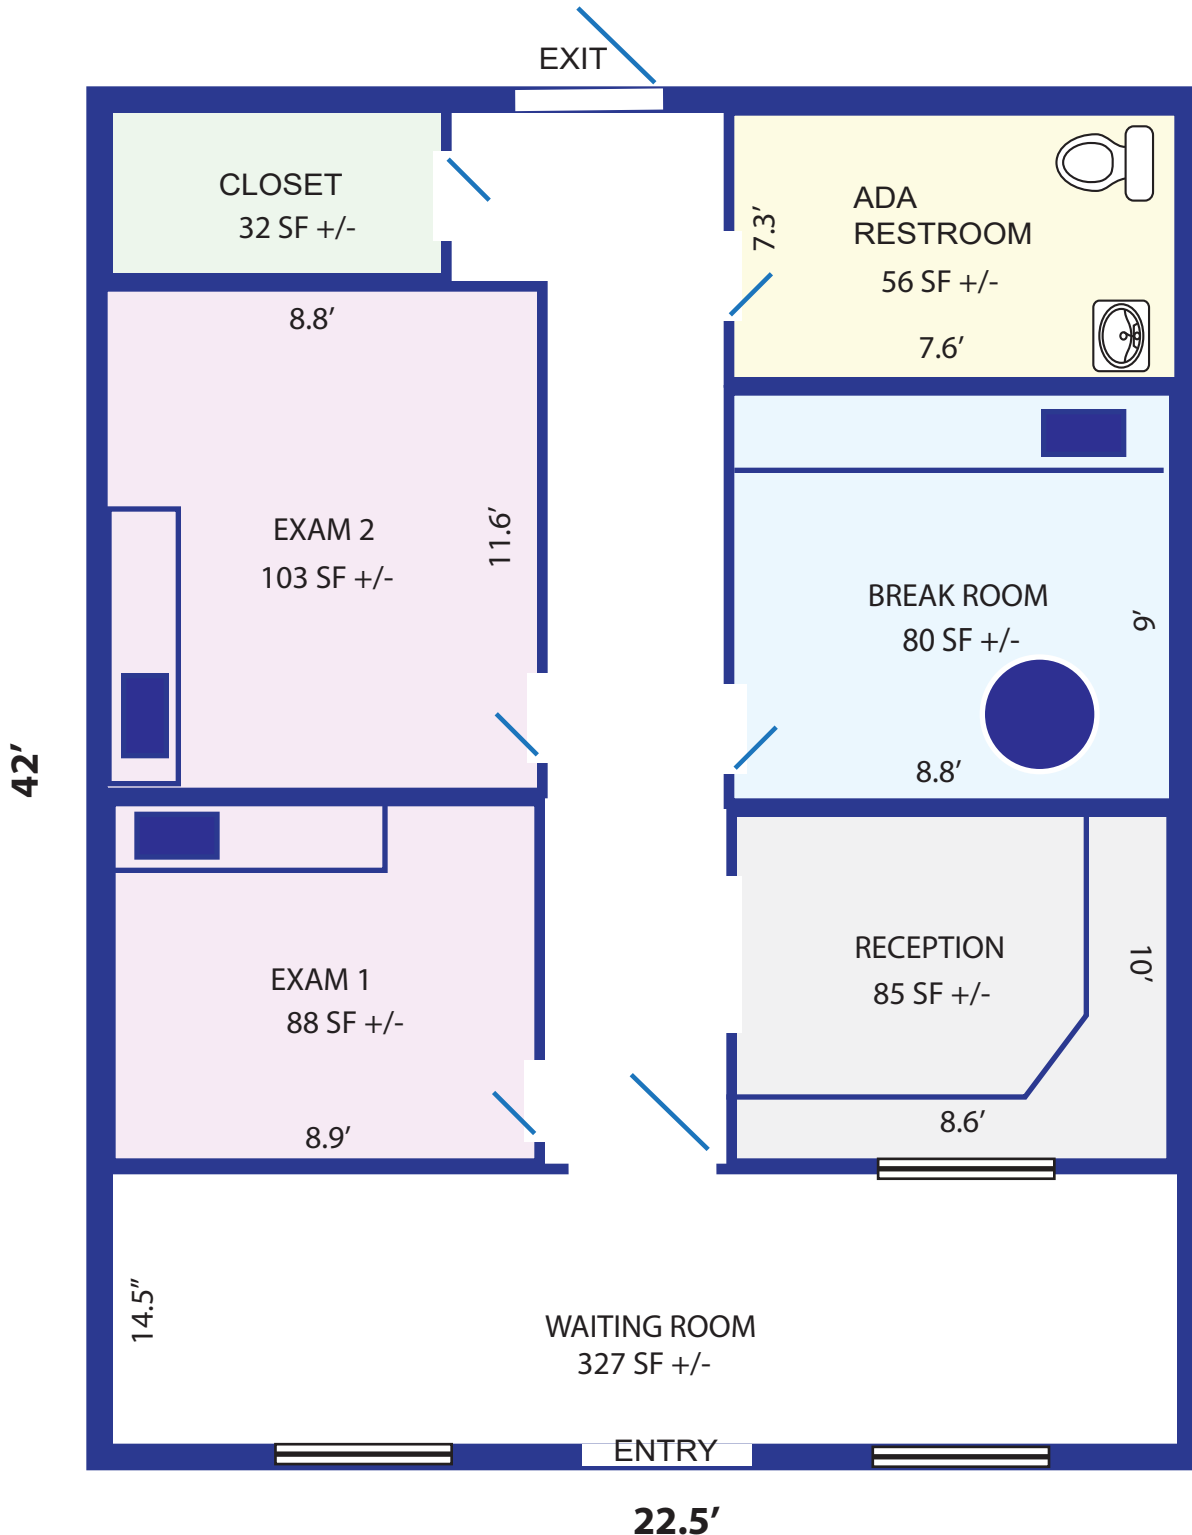 EXIT
CLOSET
32 SF +/-
ADA
RESTROOM
56 SF +/-
7.3’
7.6’
8.8’
EXAM 2
103 SF +/-
11.6’
BREAK ROOM
80 SF +/-
9’
8.8’
42’
EXAM 1
88 SF +/-
8.9’
RECEPTION
85 SF +/-
10’
8.6’
14.5”
WAITING ROOM
327 SF +/-
ENTRY
22.5’